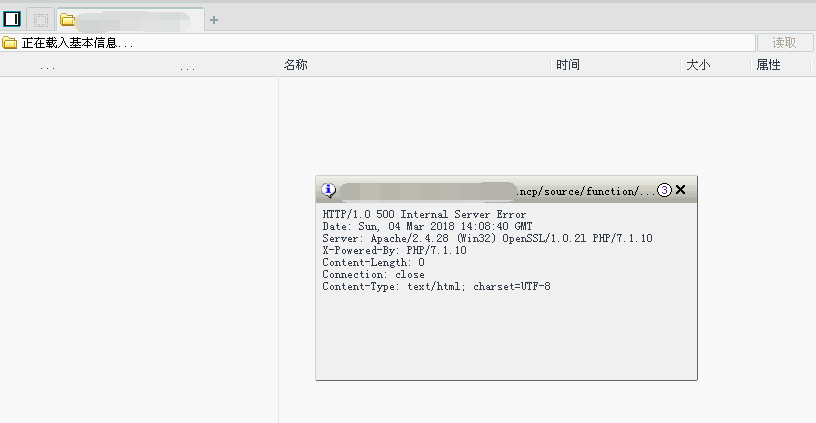 正在载入基本信息...
读取
... ... 名称 时间 大小 属性
.ncp/source/function/... 3
HTTP/1.0 500 Internal Server Error
Date: Sun, 04 Mar 2018 14:08:40 GMT
Server: Apache/2.4.28 (Win32) OpenSSL/1.0.2l PHP/7.1.10
X-Powered-By: PHP/7.1.10
Content-Length: 0
Connection: close
Content-Type: text/html; charset=UTF-8